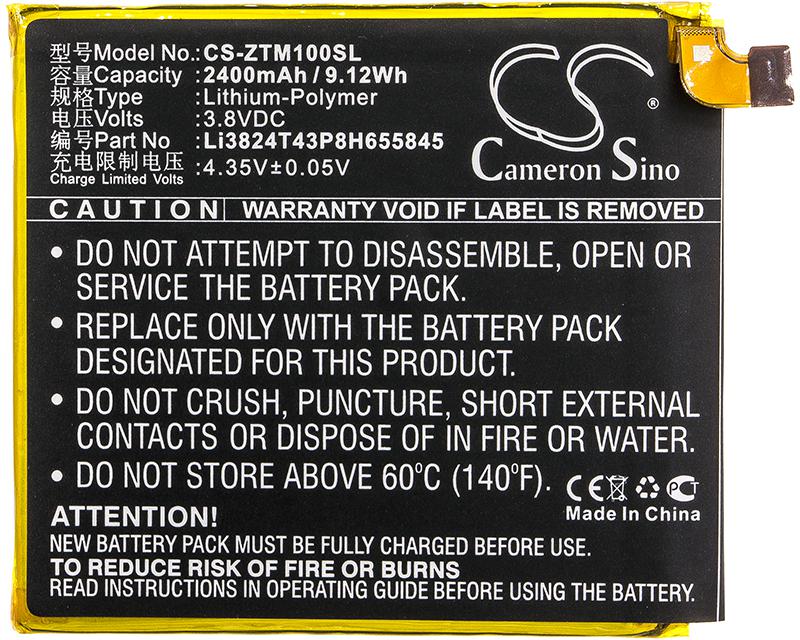 型号Model No.: CS-ZTM100SL
容量Capacity: 2400mAh / 9.12Wh
规格Type: Lithium-Polymer
电压Volts: 3.8VDC
编号Part No: Li3824T43P8H655845
充电限制电压: 4.35V±0.05V
Charge Limited Volts
CS ®
Cameron Sino
CAUTION WARRANTY VOID IF LABEL IS REMOVED
• DO NOT ATTEMPT TO DISASSEMBLE, OPEN OR
SERVICE THE BATTERY PACK.
• REPLACE ONLY WITH THE BATTERY PACK
DESIGNATED FOR THIS PRODUCT.
• DO NOT CRUSH, PUNCTURE, SHORT EXTERNAL
CONTACTS OR DISPOSE OF IN FIRE OR WATER.
• DO NOT STORE ABOVE 60°C (140°F).
CE PCT
Made in China
ATTENTION!
NEW BATTERY PACK MUST BE FULLY CHARGED BEFORE USE.
TO REDUCE RISK OF FIRE OR BURNS
READ INSTRUCTIONS IN OPERATING GUIDE BEFORE USING THE BATTERY.